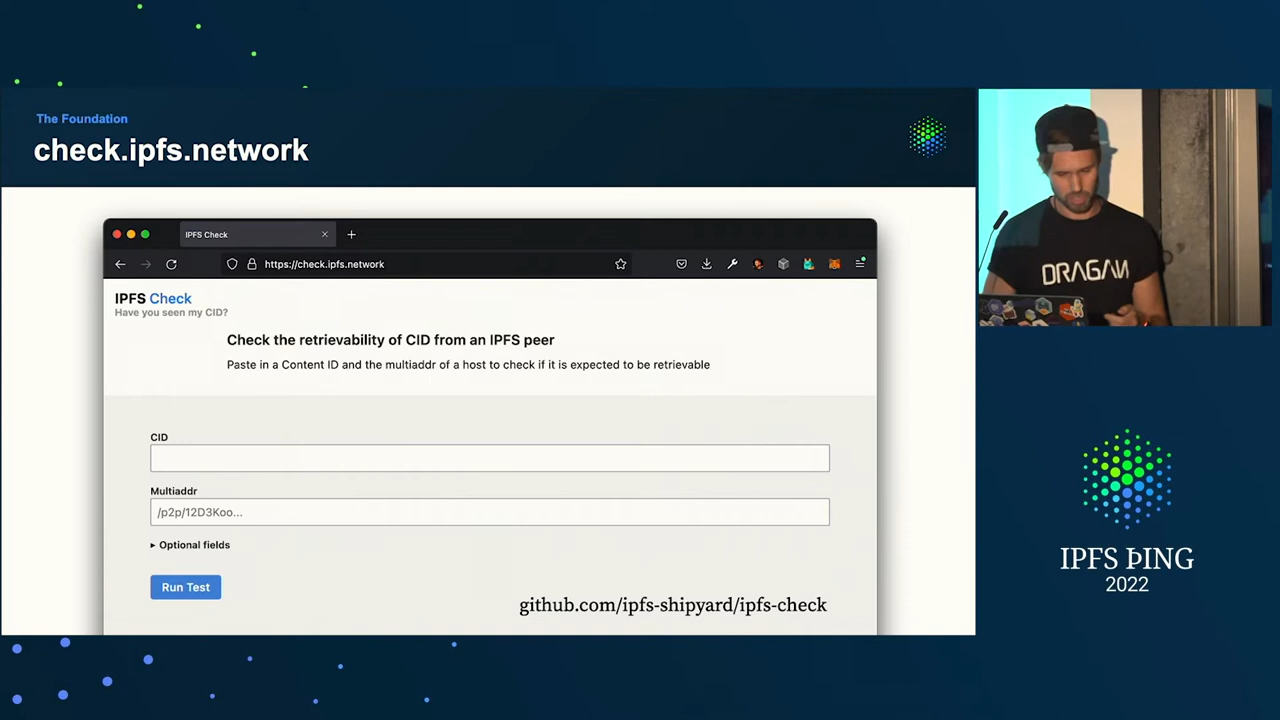 The Foundation
check.ipfs.network
IPFS Check
https://check.ipfs.network
IPFS Check
Have you seen my CID?
Check the retrievability of CID from an IPFS peer
Paste in a Content ID and the multiaddr of a host to check if it is expected to be retrievable
CID
Multiaddr
/p2p/12D3Koo...
▸ Optional fields
Run Test
github.com/ipfs-shipyard/ipfs-check
DRAGAN
IPFS ÞING
2022